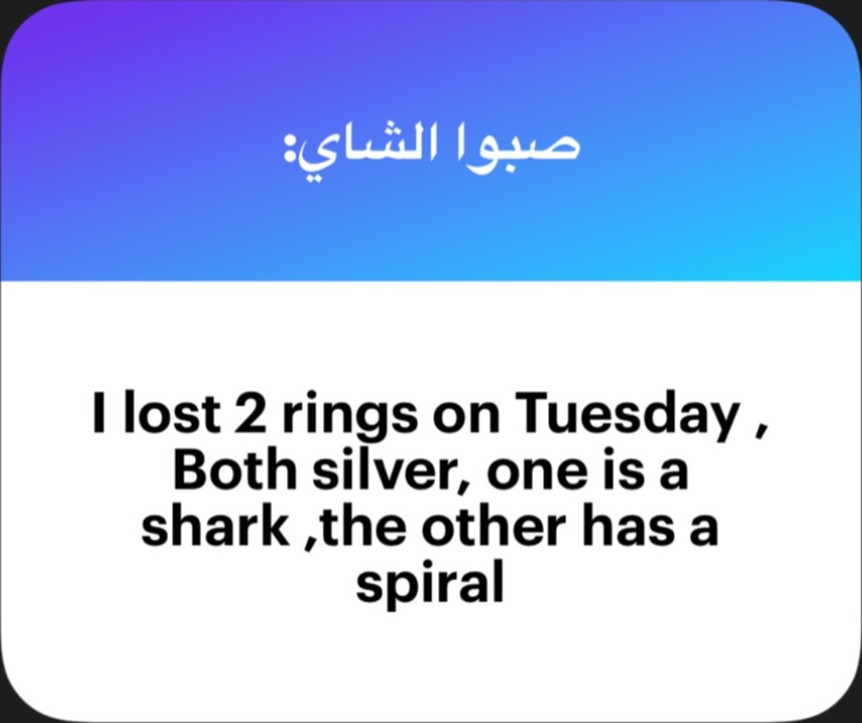 صبوا الشاي:
I lost 2 rings on Tuesday ,
Both silver, one is a
shark ,the other has a
spiral